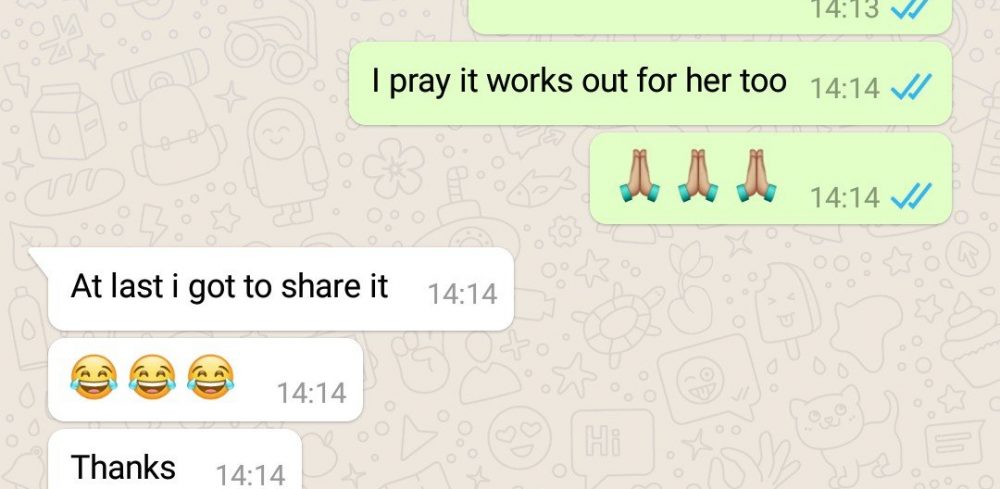 14:13
I pray it works out for her too 14:14
🙏🏽🙏🏽🙏🏽 14:14
At last i got to share it 14:14
😂😂😂 14:14
Hi
Thanks 14:14